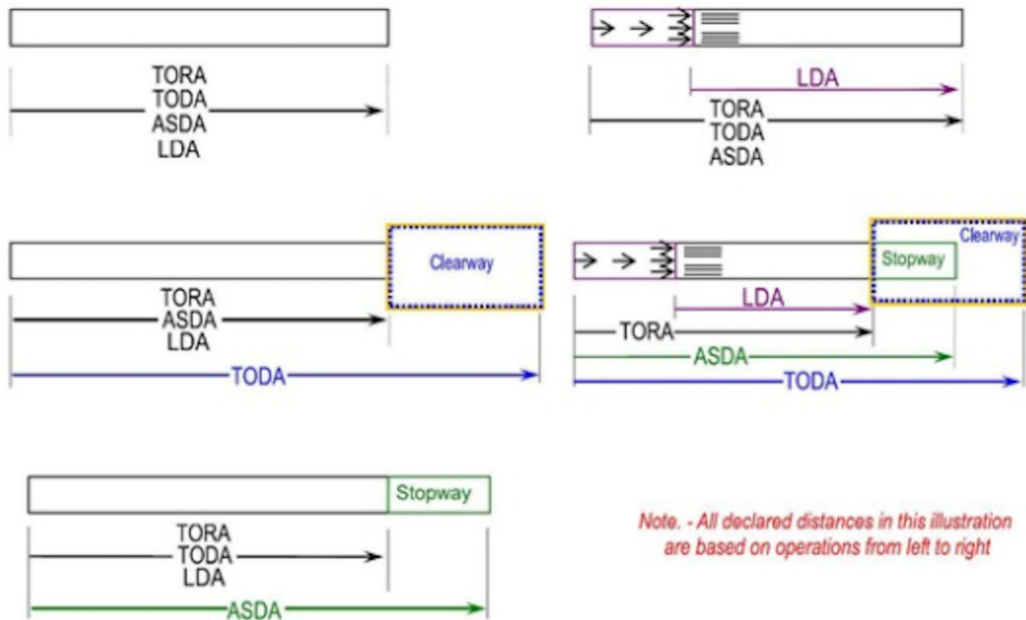 TORA
TODA
ASDA
LDA
LDA
TORA
TODA
ASDA
Clearway
TORA
ASDA
LDA
TODA
Clearway
Stopway
LDA
TORA
ASDA
TODA
Stopway
TORA
TODA
LDA
ASDA
Note. - All declared distances in this illustration
are based on operations from left to right